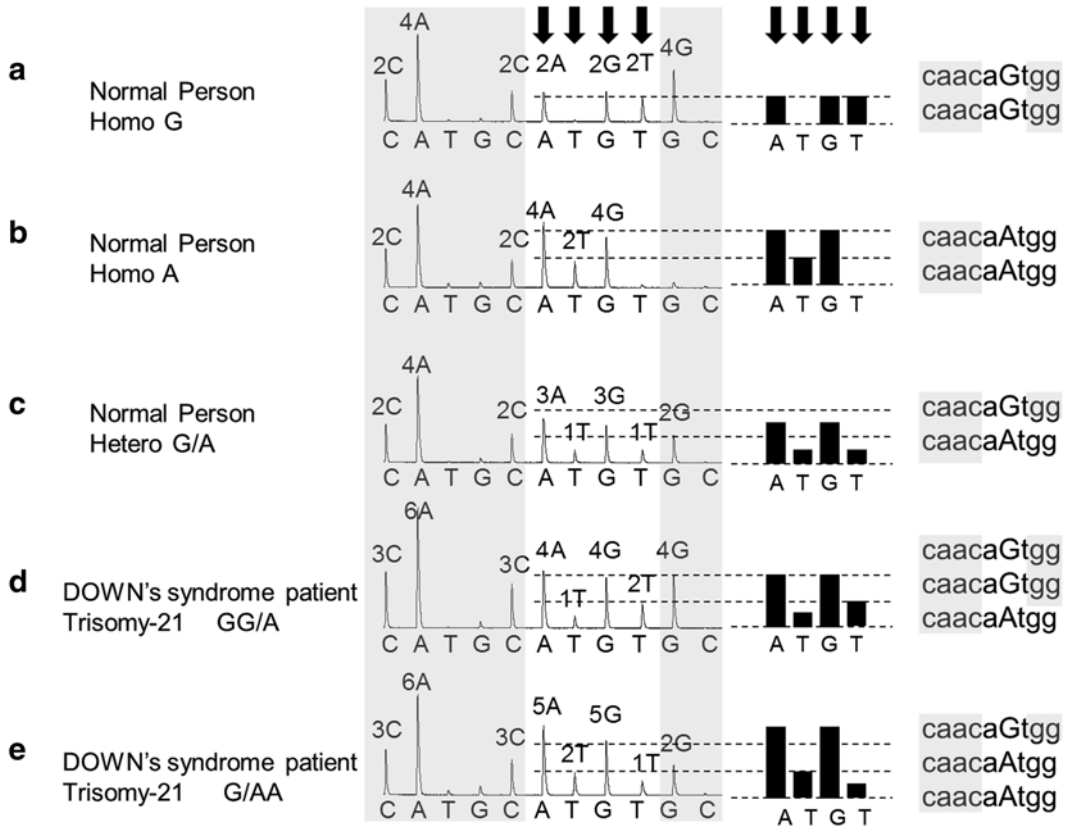 a
Normal Person
Homo G
2C 4A 2C 2A 2G 2T 4G
C A T G C A T G T G C
A T G T
caacaGtgg
caacaGtgg
b
Normal Person
Homo A
2C 4A 2C 4A 2T 4G
C A T G C A T G T G C
A T G T
caacaAtgg
caacaAtgg
c
Normal Person
Hetero G/A
2C 4A 2C 3A 1T 3G 1T 2G
C A T G C A T G T G C
A T G T
caacaGtgg
caacaAtgg
d
DOWN's syndrome patient
Trisomy-21 GG/A
3C 6A 3C 4A 1T 4G 2T 4G
C A T G C A T G T G C
A T G T
caacaGtgg
caacaGtgg
caacaAtgg
e
DOWN's syndrome patient
Trisomy-21 G/AA
3C 6A 3C 5A 2T 5G 1T 2G
C A T G C A T G T G C
A T G T
caacaGtgg
caacaAtgg
caacaAtgg